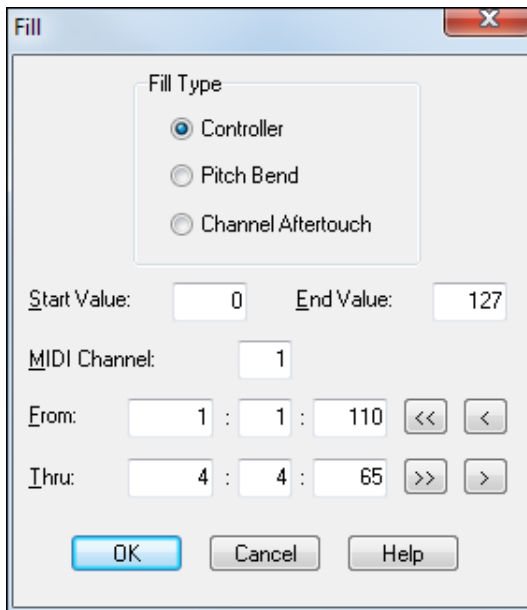 Fill
Fill Type
Controller
Pitch Bend
Channel Aftertouch
Start Value: 0 End Value: 127
MIDI Channel: 1
From: 1 : 1 : 110 << <
Thru: 4 : 4 : 65 >> >
OK Cancel Help